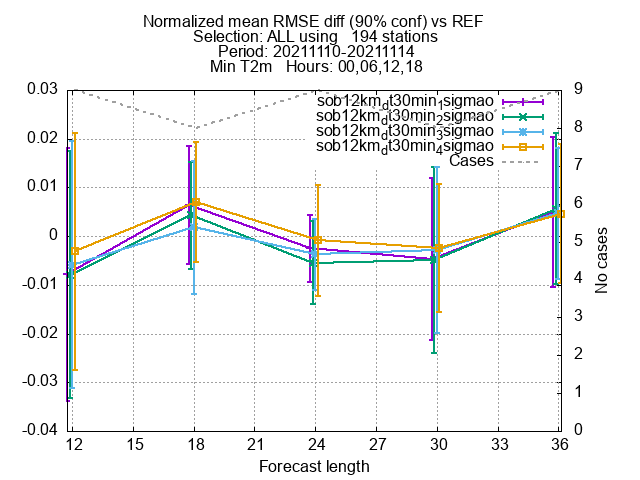 Normalized mean RMSE diff (90% conf) vs REF
Selection: ALL using 194 stations
Period: 20211110-20211114
Min T2m Hours: 00,06,12,18
sob12km_dt30min_1sigmao
sob12km_dt30min_2sigmao
sob12km_dt30min_3sigmao
sob12km_dt30min_4sigmao
Cases
0.03
0.02
0.01
0
-0.01
-0.02
-0.03
-0.04
9
8
7
6
5
4
3
2
1
0
No cases
12 15 18 21 24 27 30 33 36
Forecast length